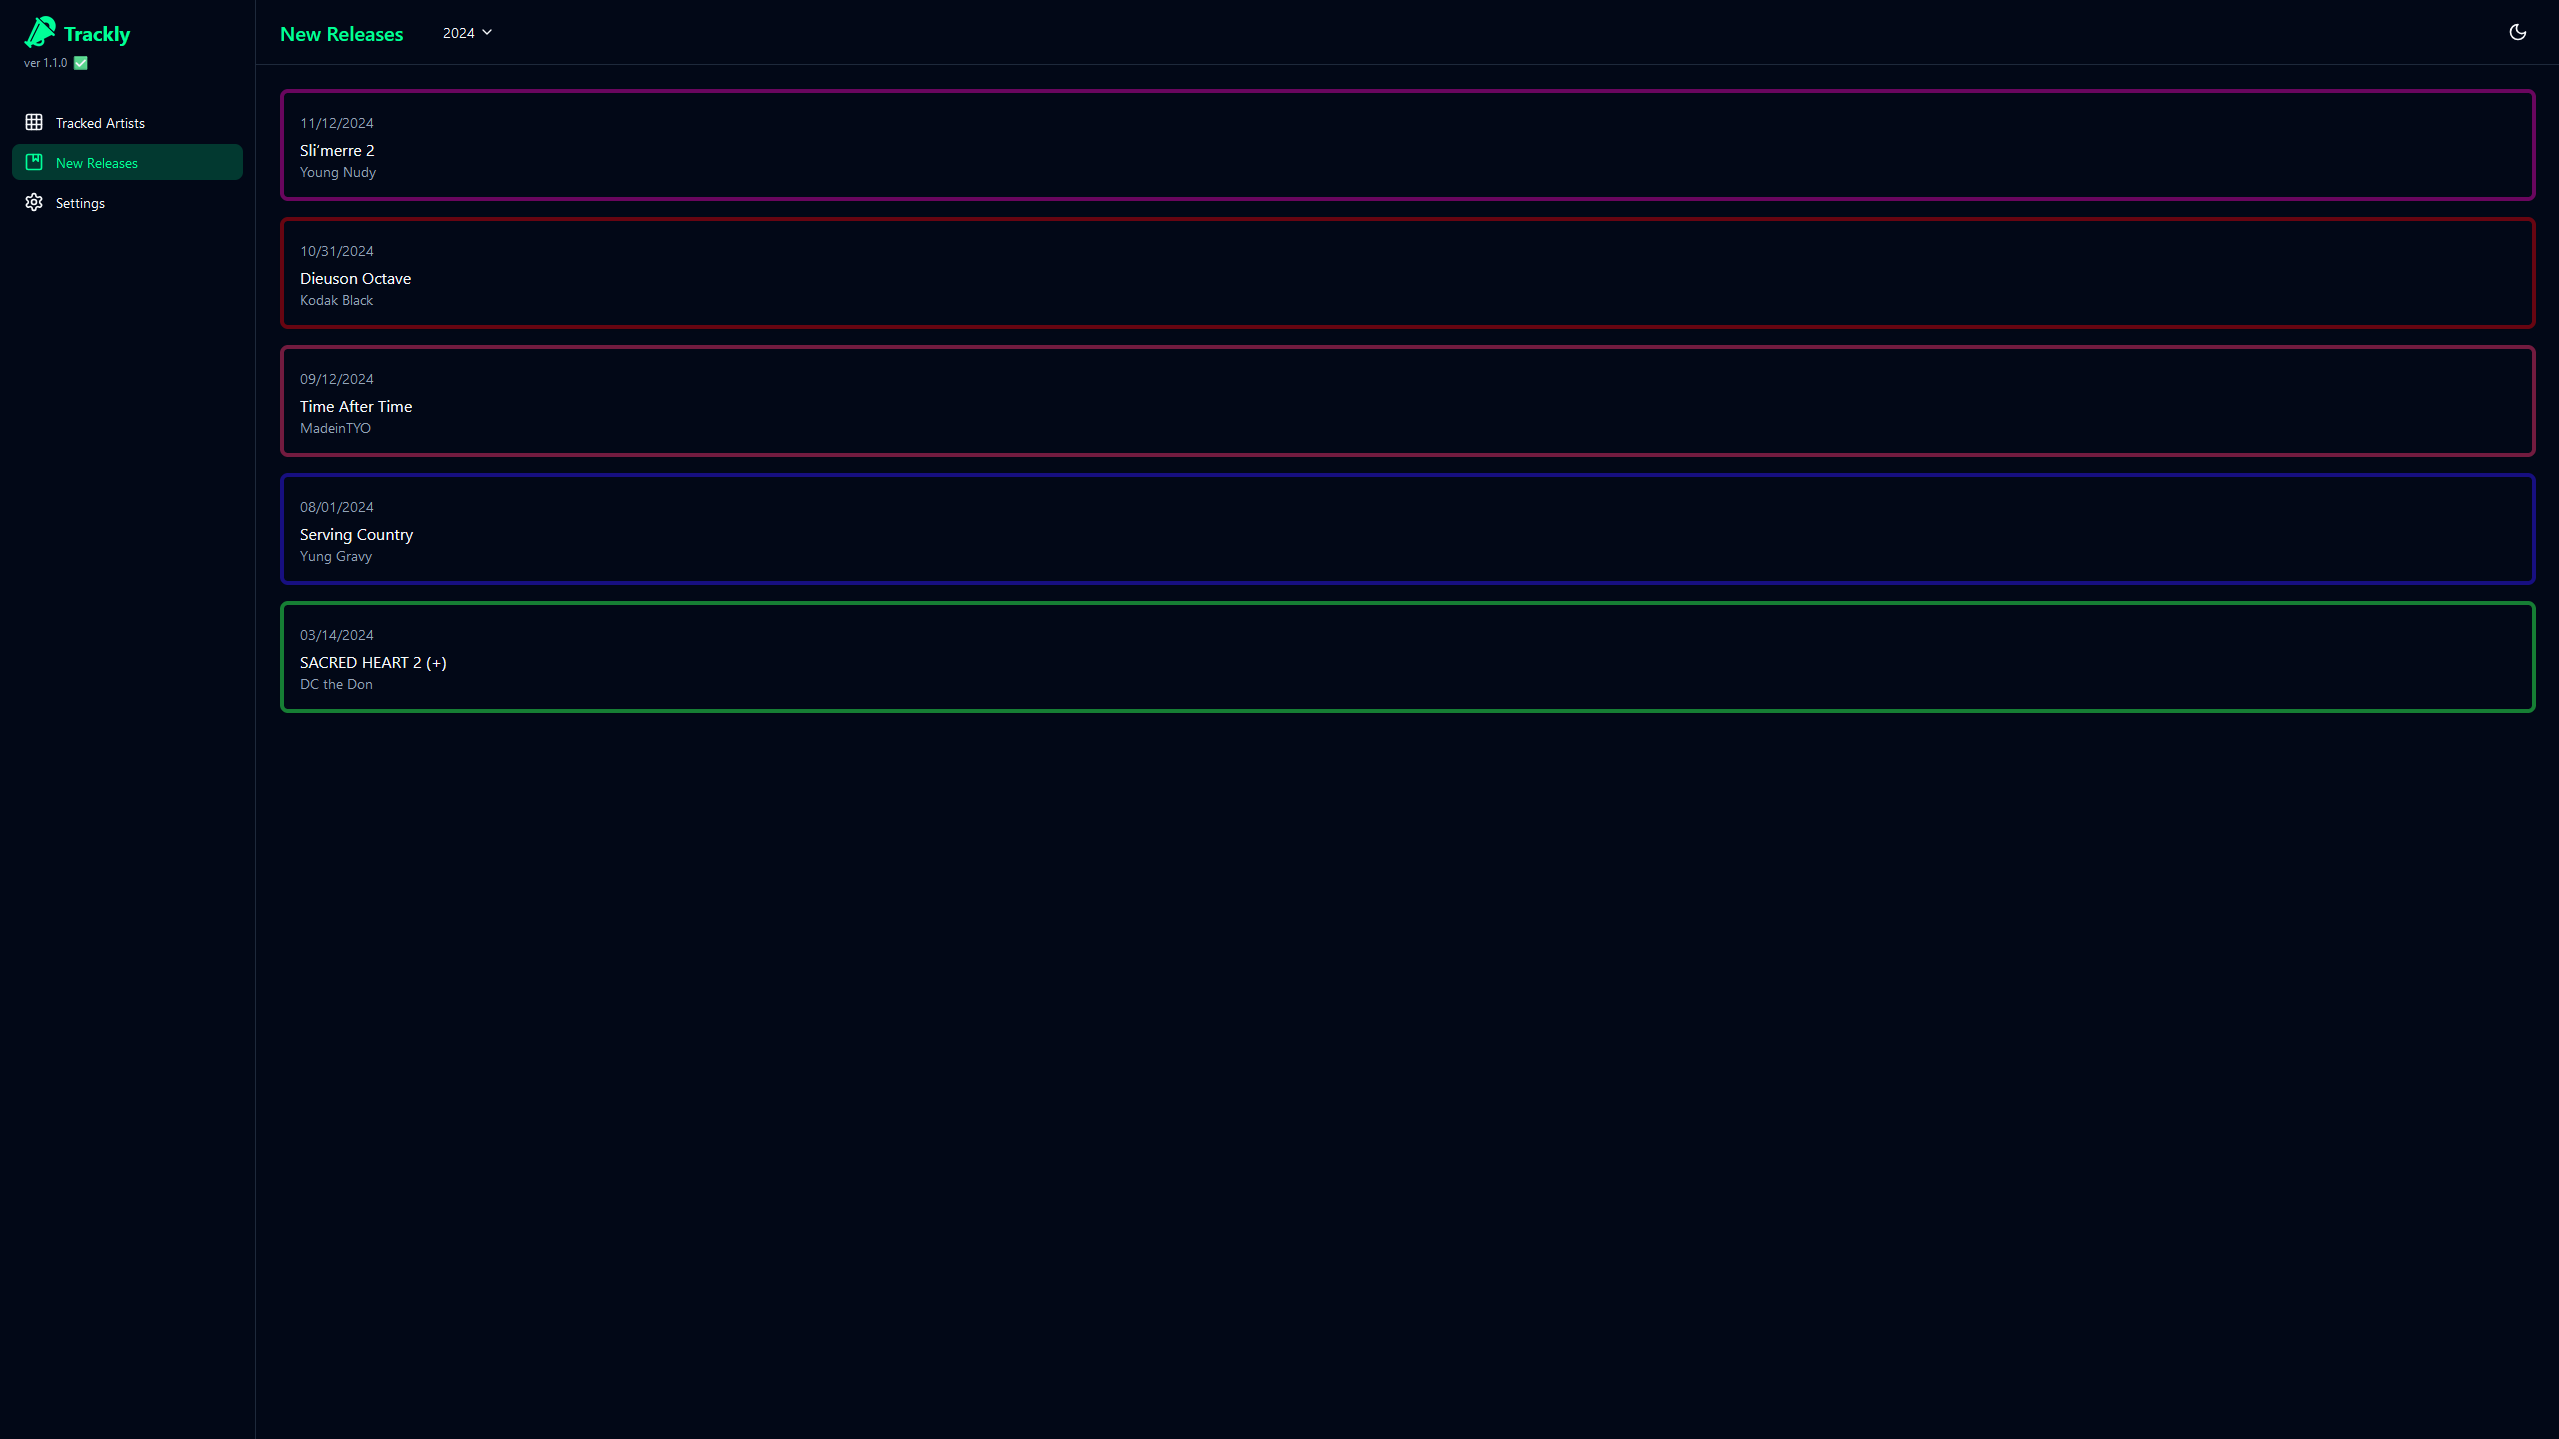 Trackly
ver 1.1.0 ✅
Tracked Artists
New Releases
Settings
New Releases
2024
11/12/2024
Sli’merre 2
Young Nudy
10/31/2024
Dieuson Octave
Kodak Black
09/12/2024
Time After Time
MadeinTYO
08/01/2024
Serving Country
Yung Gravy
03/14/2024
SACRED HEART 2 (+)
DC the Don